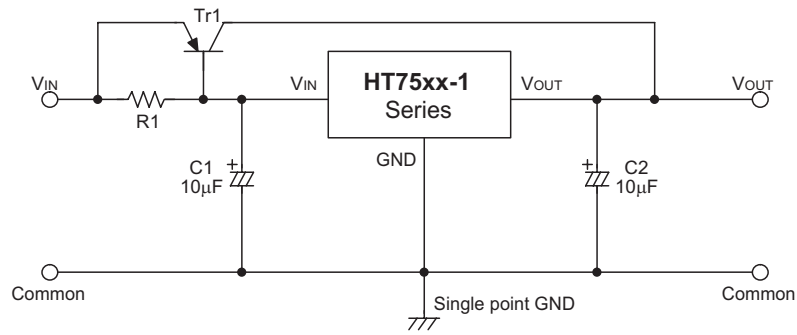 Tr1
VIN
R1
VIN
HT75xx-1
Series
VOUT
VOUT
GND
C1
10μF
C2
10μF
Common
Single point GND
Common